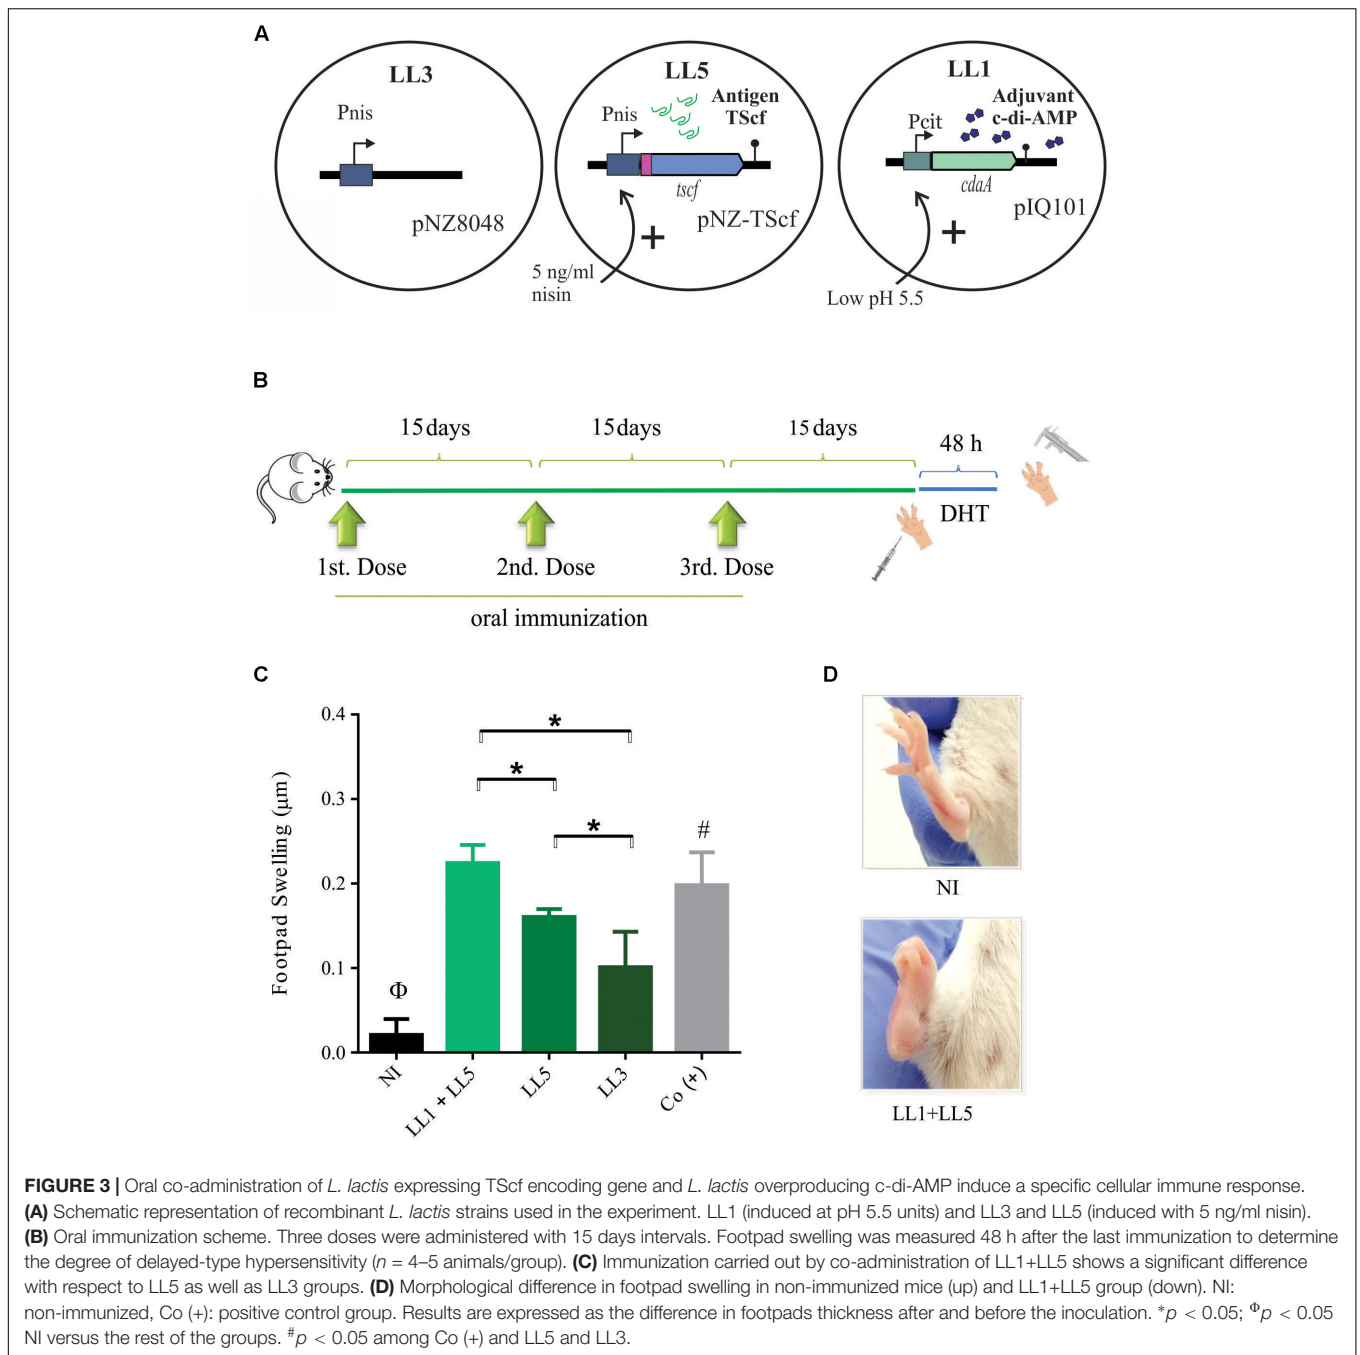 A
LL3
Pnis
pNZ8048
LL5
Pnis
Antigen
TScf
tscf
pNZ-TScf
+
5 ng/ml
nisin
LL1
Pcit
Adjuvant
c-di-AMP
cdaA
pIQ101
+
Low pH 5.5
B
15 days
15 days
15 days
48 h
DHT
1st. Dose
2nd. Dose
3rd. Dose
oral immunization
C
Footpad Swelling (μm)
0.4
0.3
0.2
0.1
0.0
*
*
*
#
Φ
NI
LL1 + LL5
LL5
LL3
Co (+)
D
NI
LL1+LL5
FIGURE 3 | Oral co-administration of L. lactis expressing TScf encoding gene and L. lactis overproducing c-di-AMP induce a specific cellular immune response.
(A) Schematic representation of recombinant L. lactis strains used in the experiment. LL1 (induced at pH 5.5 units) and LL3 and LL5 (induced with 5 ng/ml nisin).
(B) Oral immunization scheme. Three doses were administered with 15 days intervals. Footpad swelling was measured 48 h after the last immunization to determine
the degree of delayed-type hypersensitivity (n = 4–5 animals/group). (C) Immunization carried out by co-administration of LL1+LL5 shows a significant difference
with respect to LL5 as well as LL3 groups. (D) Morphological difference in footpad swelling in non-immunized mice (up) and LL1+LL5 group (down). NI:
non-immunized, Co (+): positive control group. Results are expressed as the difference in footpads thickness after and before the inoculation. *p < 0.05; Φp < 0.05
NI versus the rest of the groups. #p < 0.05 among Co (+) and LL5 and LL3.